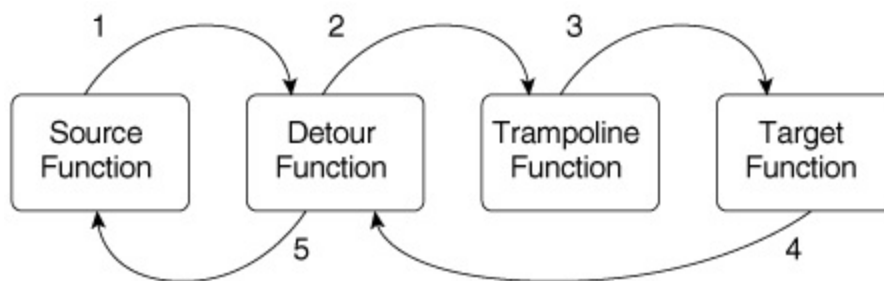 1
2
3
Source
Function
Detour
Function
Trampoline
Function
Target
Function
5
4